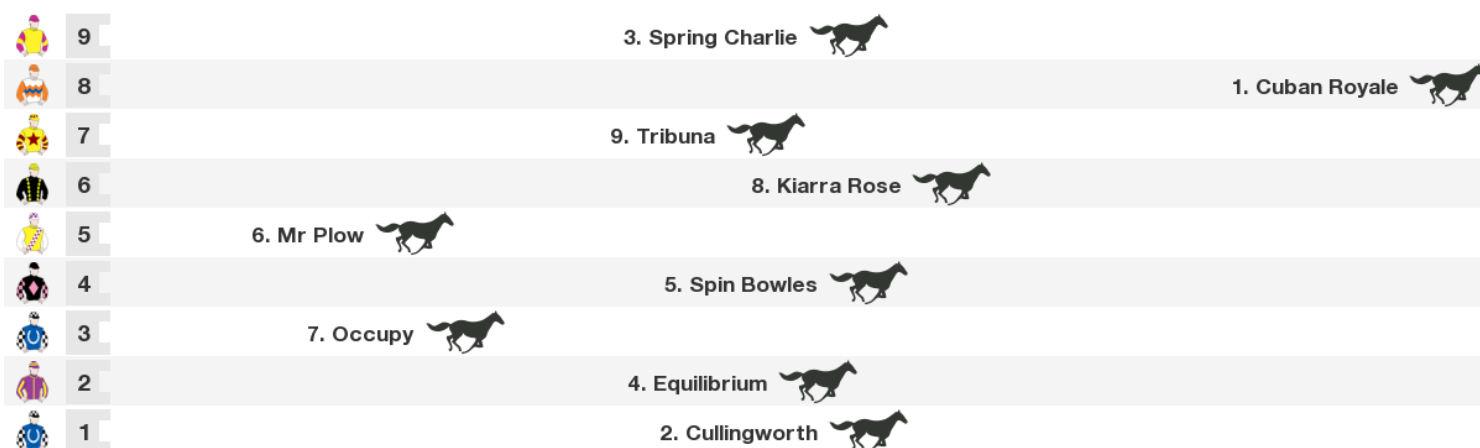 9 3. Spring Charlie
8 1. Cuban Royale
7 9. Tribuna
6 8. Kiarra Rose
5 6. Mr Plow
4 5. Spin Bowles
3 7. Occupy
2 4. Equilibrium
1 2. Cullingworth